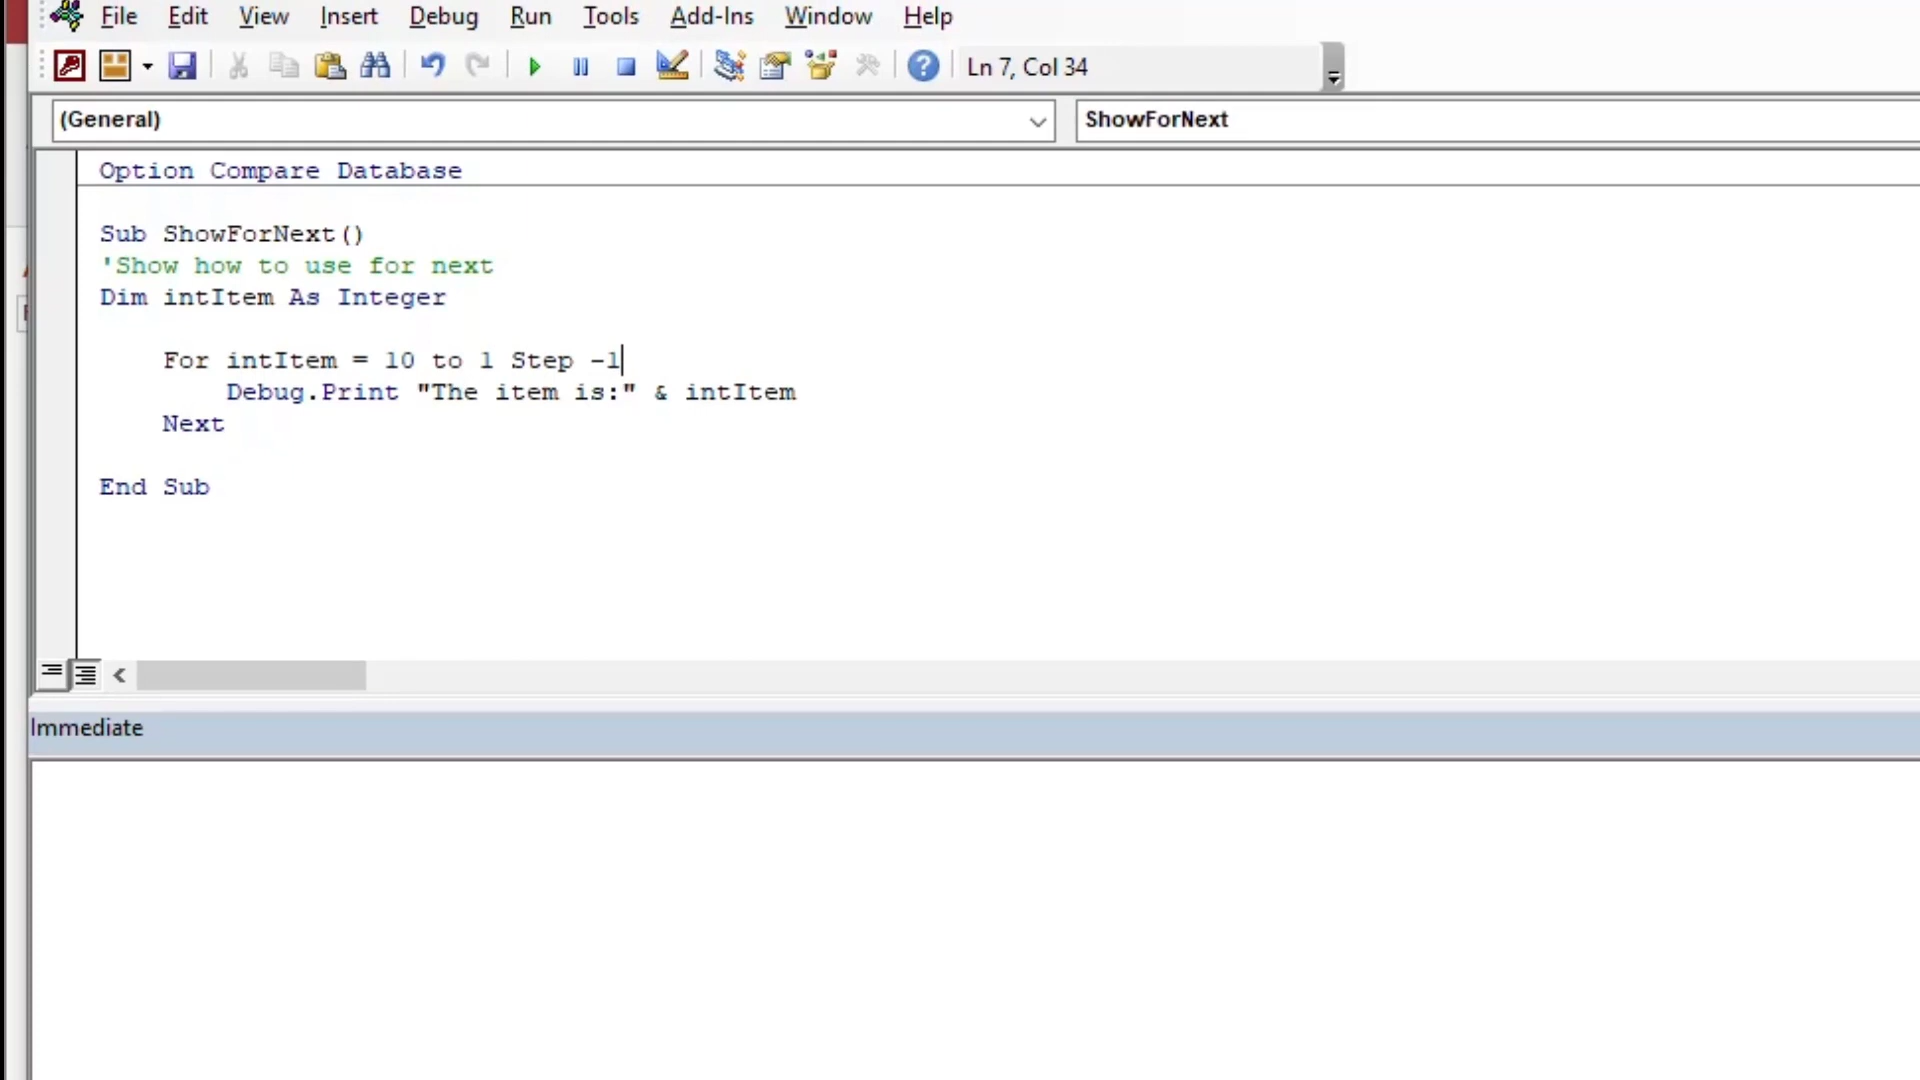 File Edit View Insert Debug Run Tools Add-Ins Window Help
Ln 7, Col 34
(General) ShowForNext
Option Compare Database
Sub ShowForNext()
'Show how to use for next
Dim intItem As Integer
For intItem = 10 to 1 Step -1
Debug.Print "The item is:" & intItem
Next
End Sub
Immediate